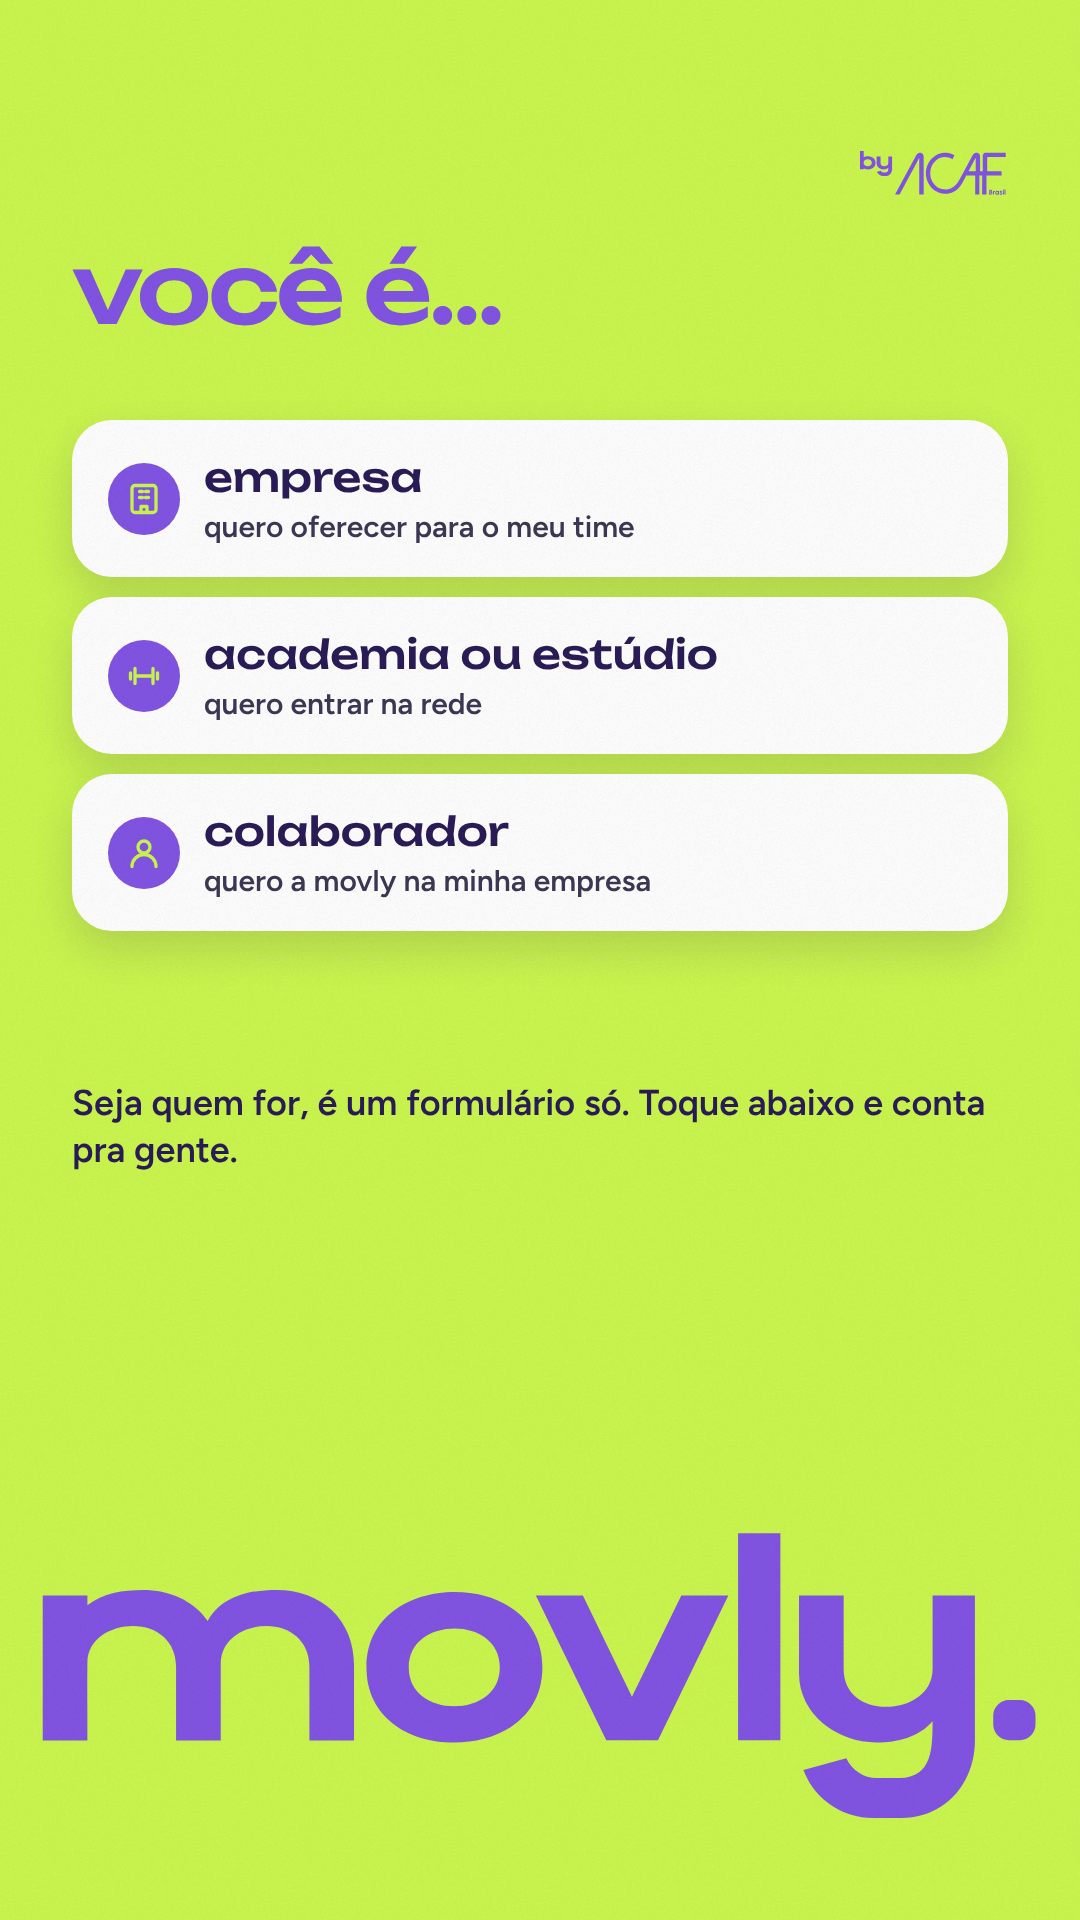 by ACAF
Brasil
você é...
empresa
quero oferecer para o meu time
academia ou estúdio
quero entrar na rede
colaborador
quero a movly na minha empresa
Seja quem for, é um formulário só. Toque abaixo e conta
pra gente.
movly.